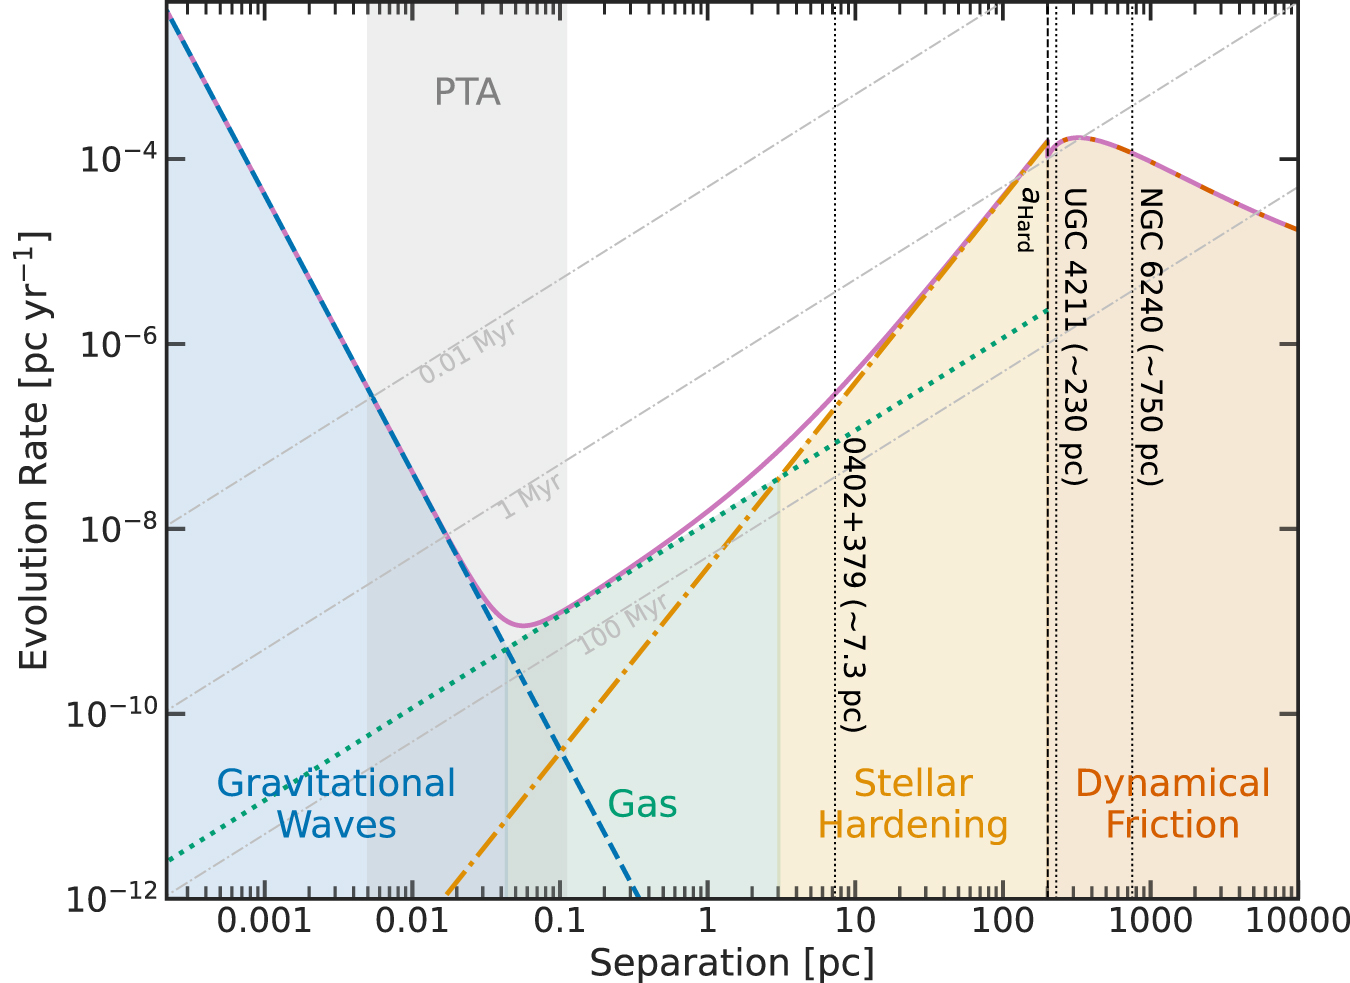 PTA
10−4
10−6
10−8
10−10
10−12
Evolution Rate [pc yr−1]
0.01 Myr
1 Myr
100 Myr
aHard
UGC 4211 (~230 pc)
NGC 6240 (~750 pc)
0402+379 (~7.3 pc)
Gravitational
Waves
Gas
Stellar
Hardening
Dynamical
Friction
0.001
0.01
0.1
1
10
100
1000
10000
Separation [pc]